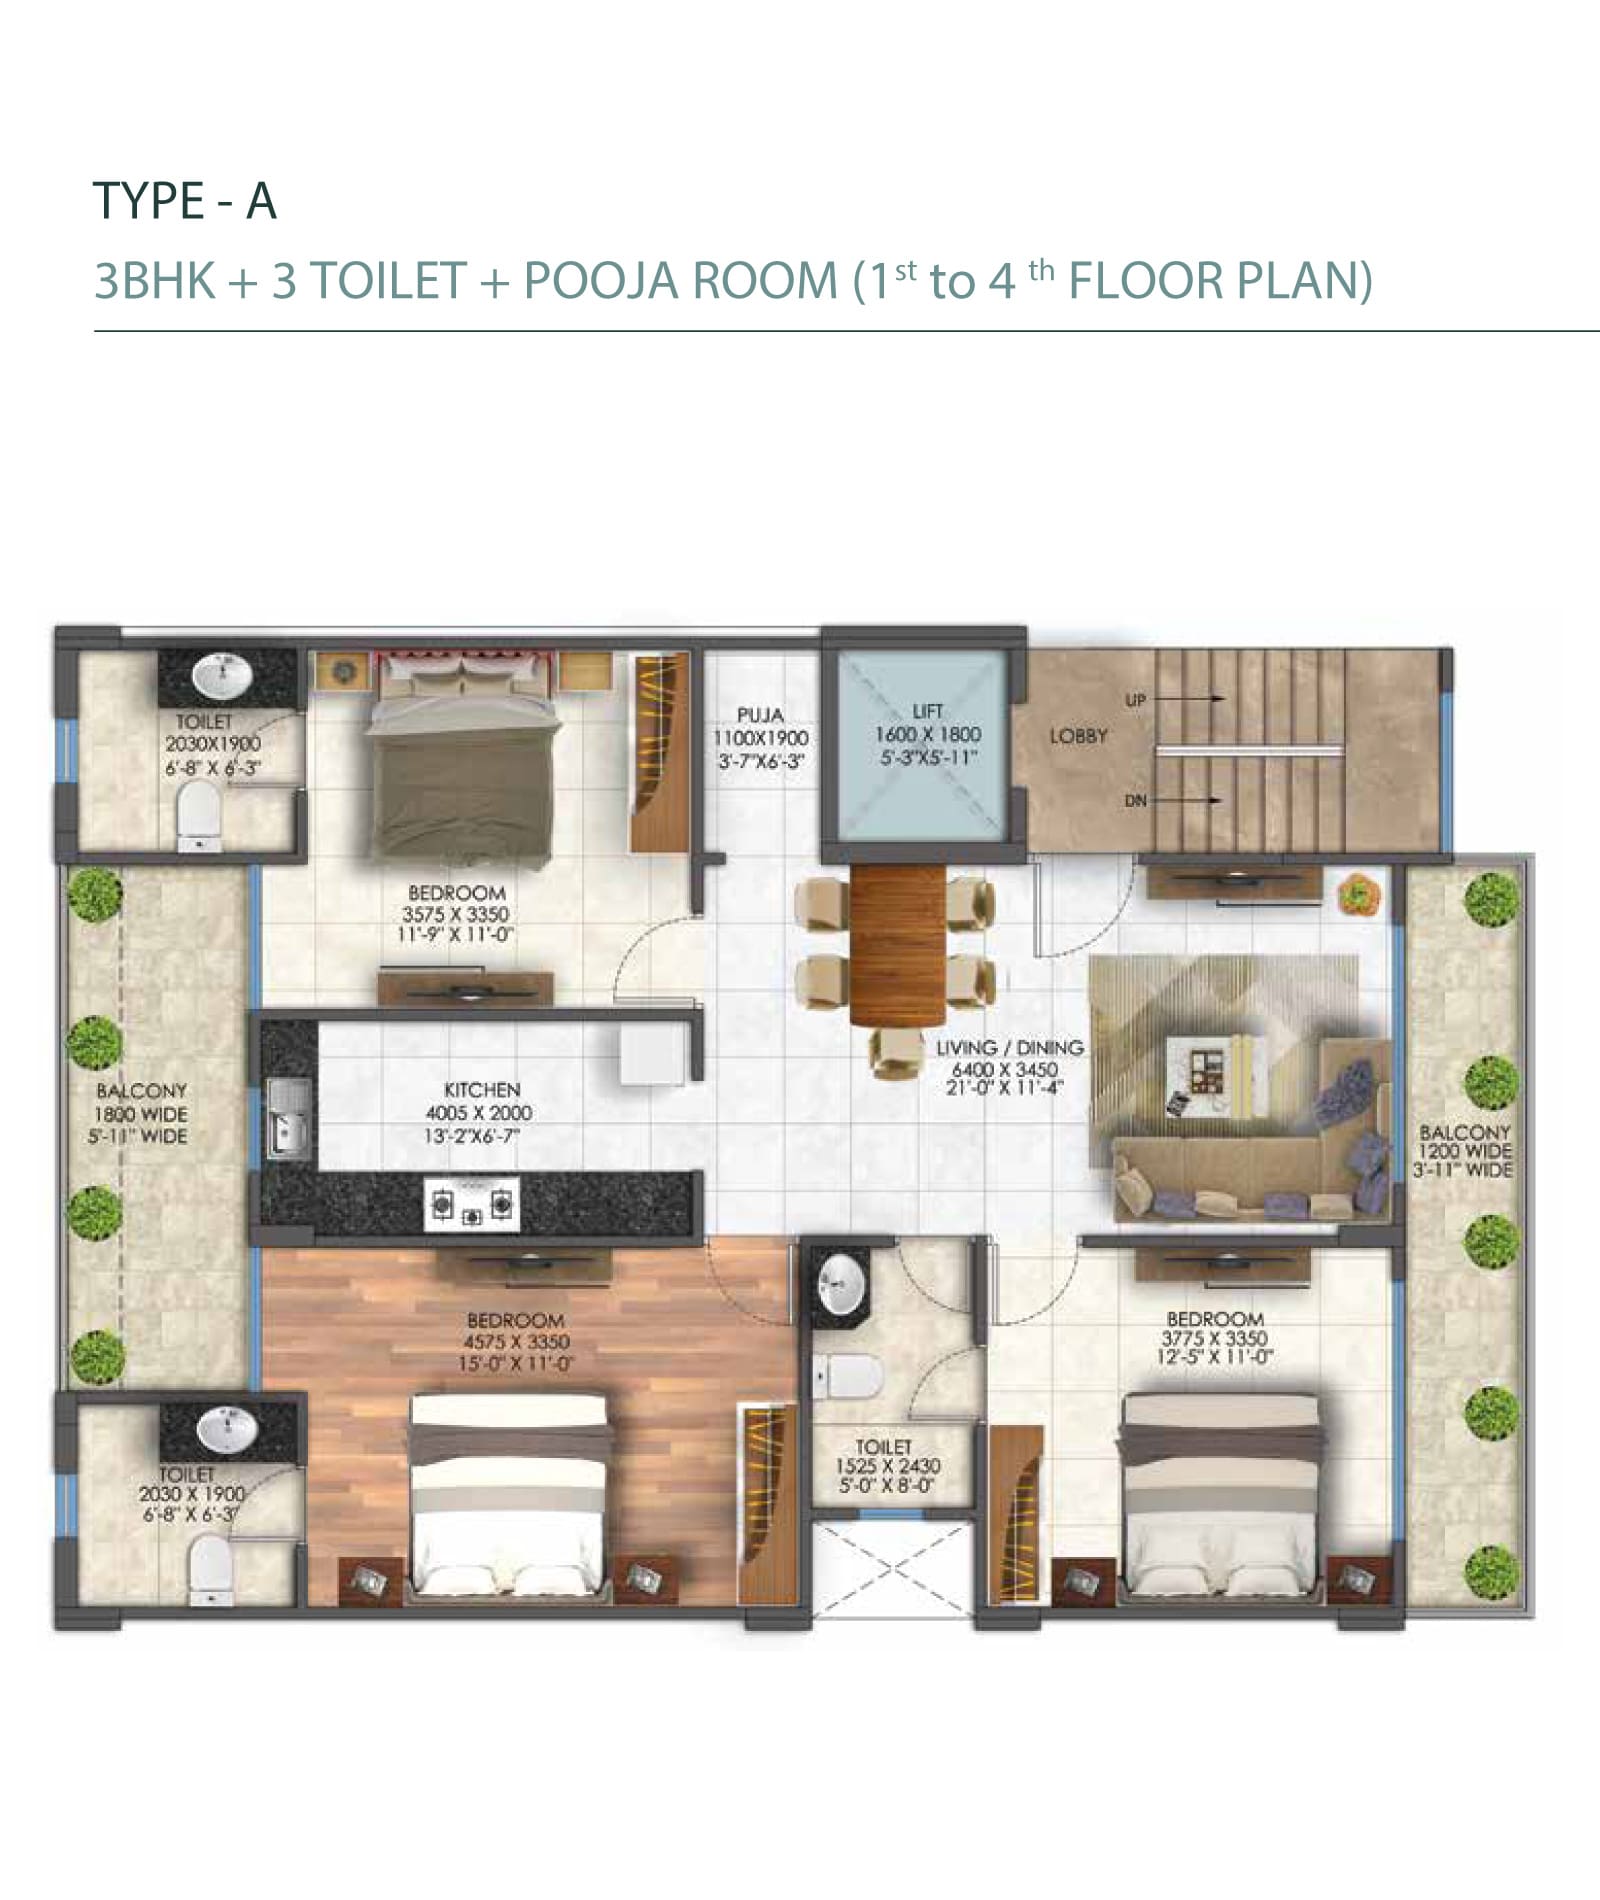 TYPE - A
3BHK + 3 TOILET + POOJA ROOM (1st to 4 th FLOOR PLAN)
TOILET
2030X1900
6'-8" X 6'-3"
PUJA
1100X1900
3'-7"X6'-3"
LIFT
1600 X 1800
5'-3"X5'-11"
LOBBY
UP
DN
BEDROOM
3575 X 3350
11'-9" X 11'-0"
BALCONY
1800 WIDE
5'-11" WIDE
KITCHEN
4005 X 2000
13'-2"X6'-7"
LIVING / DINING
6400 X 3450
21'-0" X 11'-4"
BALCONY
1200 WIDE
3'-11" WIDE
BEDROOM
4575 X 3350
15'-0" X 11'-0"
BEDROOM
3775 X 3350
12'-5" X 11'-0"
TOILET
2030 X 1900
6'-8" X 6'-3"
TOILET
1525 X 2430
5'-0" X 8'-0"